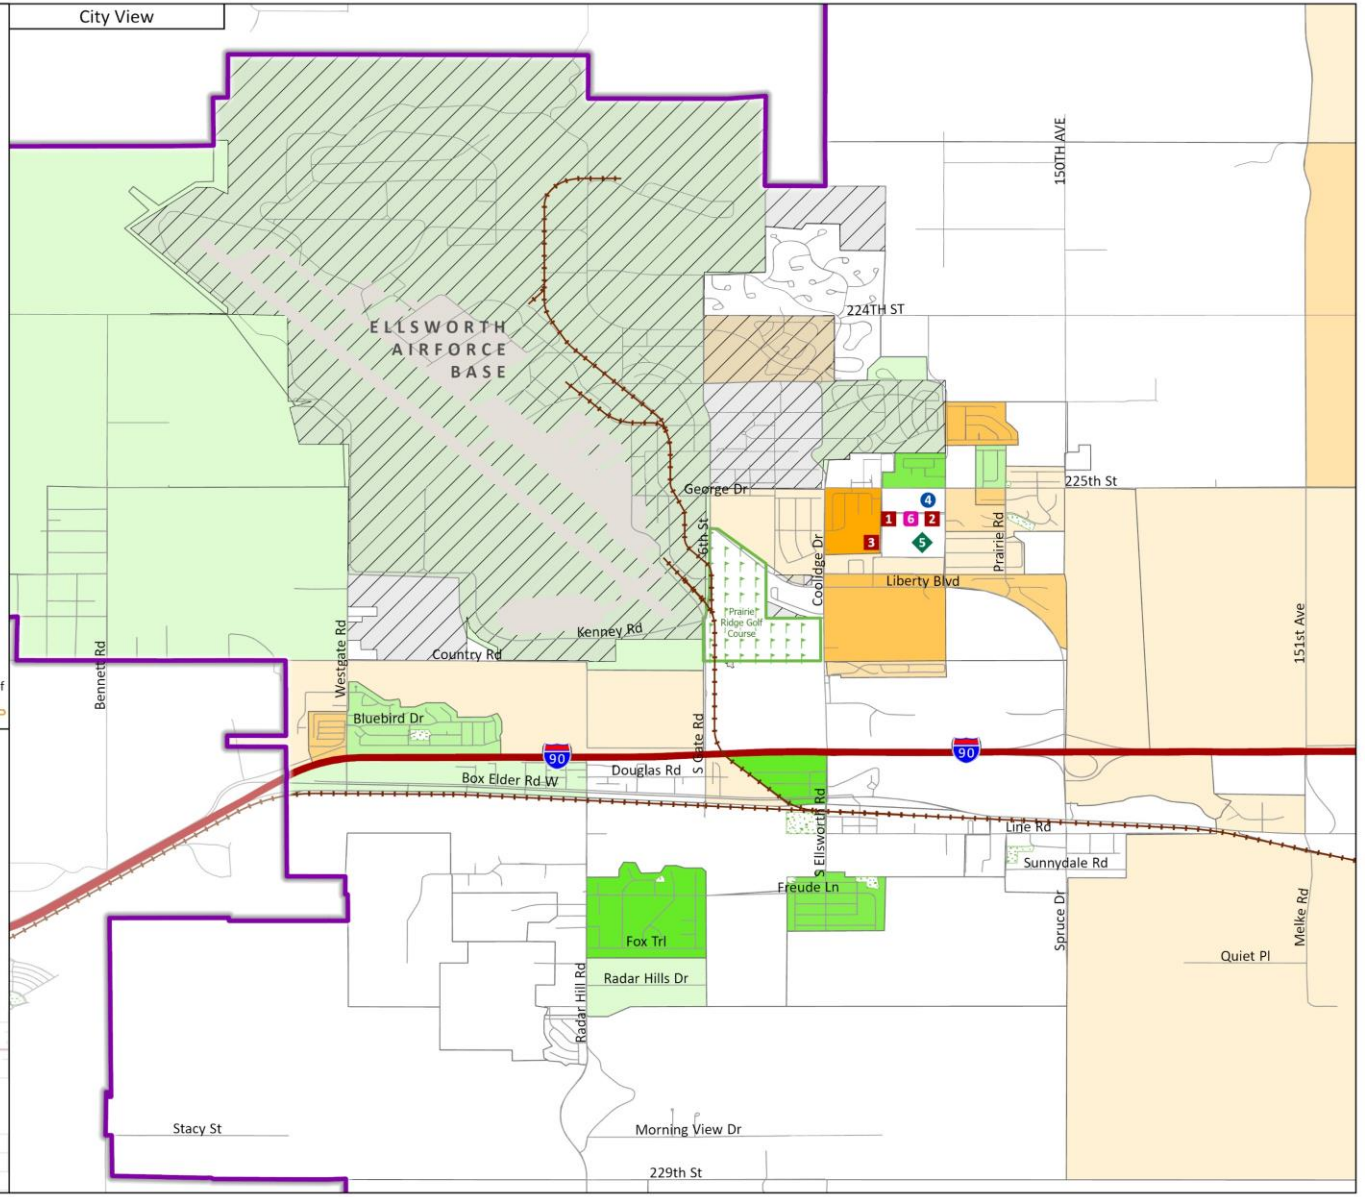 City View
150TH AVE
224TH ST
ELLSWORTH
AIRFORCE
BASE
225th St
George Dr
4
1
6
2
3
5
6th St
Coolidge Dr
Prairie Rd
Liberty Blvd
Prairie
Ridge Golf
Course
Kenney Rd
Country Rd
Westgate Rd
Bennett Rd
151st Ave
Bluebird Dr
S Gate Rd
90
90
Douglas Rd
Box Elder Rd W
S Ellsworth Rd
Line Rd
Sunnydale Rd
Freude Ln
Spruce Dr
Melke Rd
Fox Trl
Quiet Pl
Radar Hills Dr
Radar Hill Rd
Stacy St
Morning View Dr
229th St